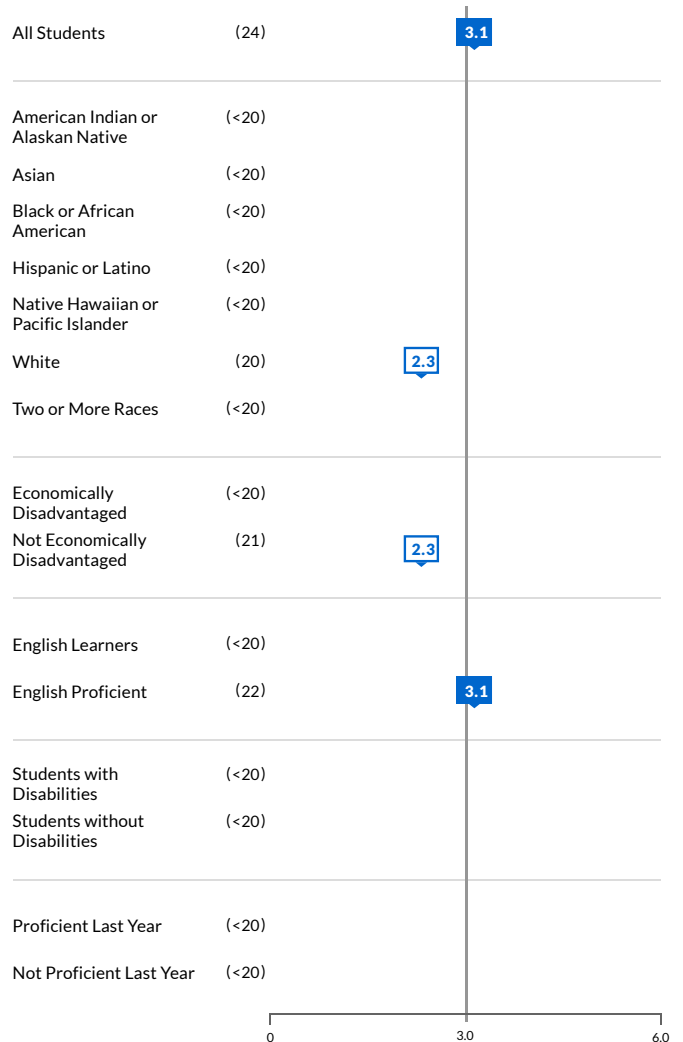 All Students (24) 3.1
American Indian or (<20)
Alaskan Native
Asian (<20)
Black or African (<20)
American
Hispanic or Latino (<20)
Native Hawaiian or (<20)
Pacific Islander
White (20) 2.3
Two or More Races (<20)
Economically (<20)
Disadvantaged
Not Economically (21) 2.3
Disadvantaged
English Learners (<20)
English Proficient (22) 3.1
Students with (<20)
Disabilities
Students without (<20)
Disabilities
Proficient Last Year (<20)
Not Proficient Last Year (<20)
0 3.0 6.0